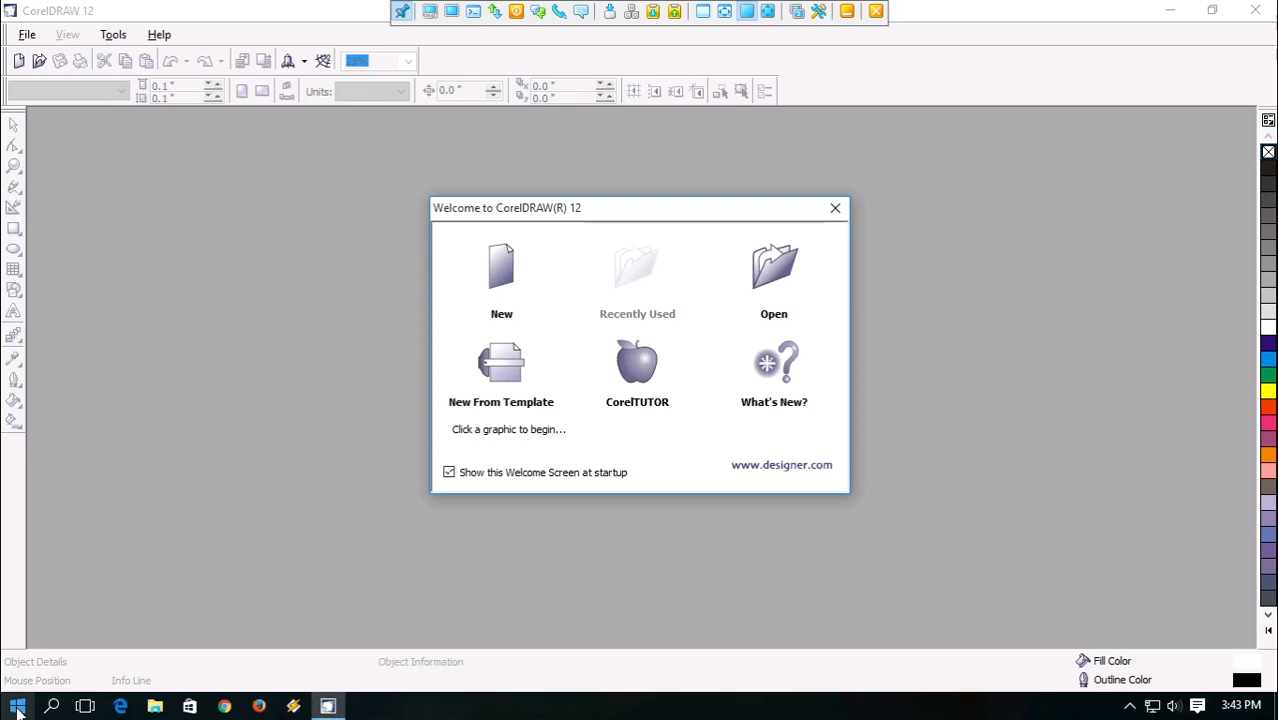 CorelDRAW 12
File View Tools Help
25%
0.1 "
0.1 "
Units:
0.0 "
0.0 "
0.0 "
Welcome to CorelDRAW(R) 12
New
Recently Used
Open
New From Template
CorelTUTOR
What's New?
Click a graphic to begin...
Show this Welcome Screen at startup
www.designer.com
Object Details
Object Information
Fill Color
Mouse Position
Info Line
Outline Color
3:43 PM